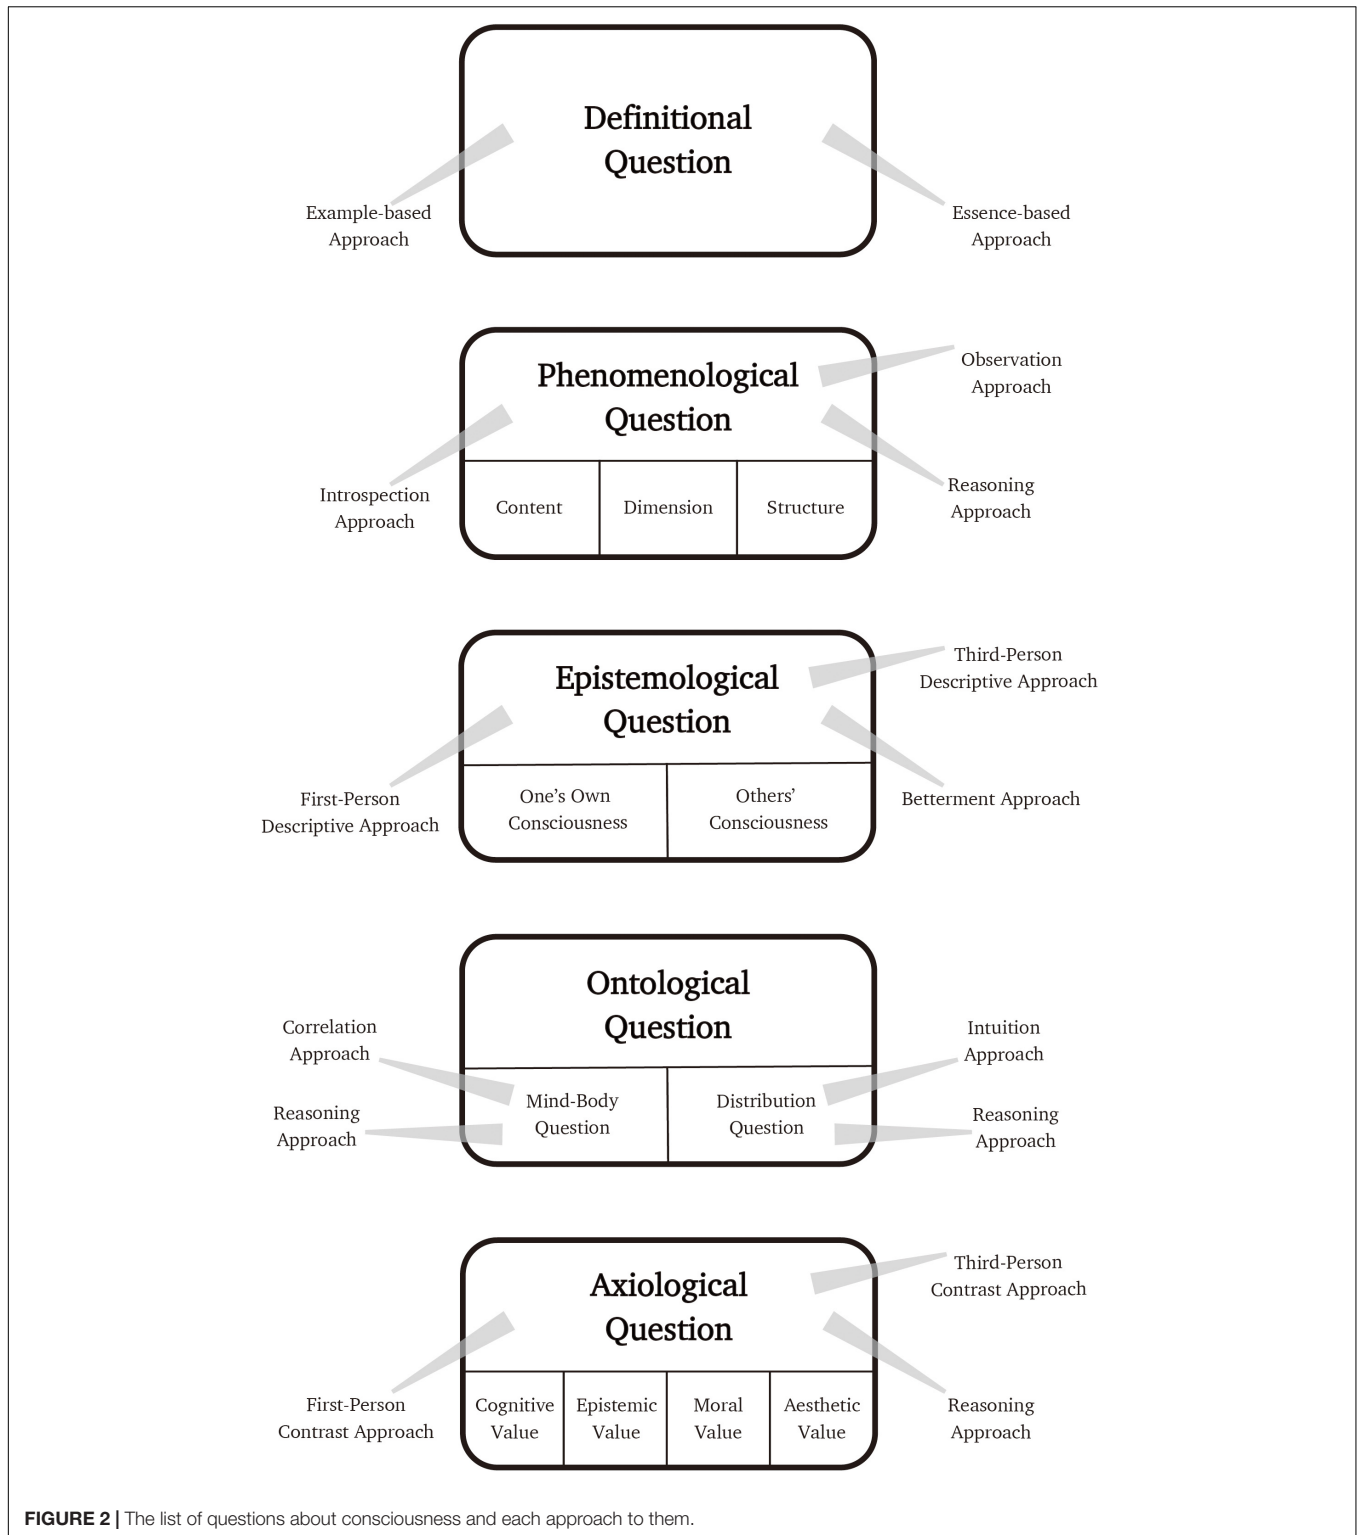 Definitional
Question
Example-based
Approach
Essence-based
Approach
Phenomenological
Question
Observation
Approach
Introspection
Approach
Reasoning
Approach
Content
Dimension
Structure
Epistemological
Question
Third-Person
Descriptive Approach
First-Person
Descriptive Approach
Betterment Approach
One's Own
Consciousness
Others'
Consciousness
Ontological
Question
Correlation
Approach
Intuition
Approach
Reasoning
Approach
Mind-Body
Question
Distribution
Question
Reasoning
Approach
Axiological
Question
Third-Person
Contrast Approach
First-Person
Contrast Approach
Reasoning
Approach
Cognitive
Value
Epistemic
Value
Moral
Value
Aesthetic
Value
FIGURE 2 | The list of questions about consciousness and each approach to them.